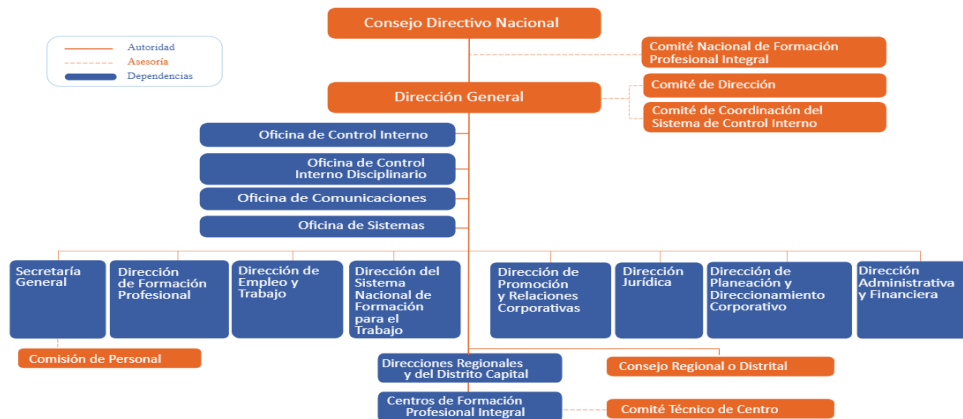 Consejo Directivo Nacional
Autoridad
Asesoría
Dependencias
Comité Nacional de Formación
Profesional Integral
Dirección General
Comité de Dirección
Comité de Coordinación del
Sistema de Control Interno
Oficina de Control Interno
Oficina de Control
Interno Disciplinario
Oficina de Comunicaciones
Oficina de Sistemas
Secretaría
General
Dirección
de Formación
Profesional
Dirección de
Empleo y
Trabajo
Dirección del
Sistema
Nacional de
Formación
para el
Trabajo
Dirección de
Promoción
y Relaciones
Corporativas
Dirección
Jurídica
Dirección de
Planeación y
Direccionamiento
Corporativo
Dirección
Administrativa
y Financiera
Comisión de Personal
Direcciones Regionales
y del Distrito Capital
Consejo Regional o Distrital
Centros de Formación
Profesional Integral
Comité Técnico de Centro